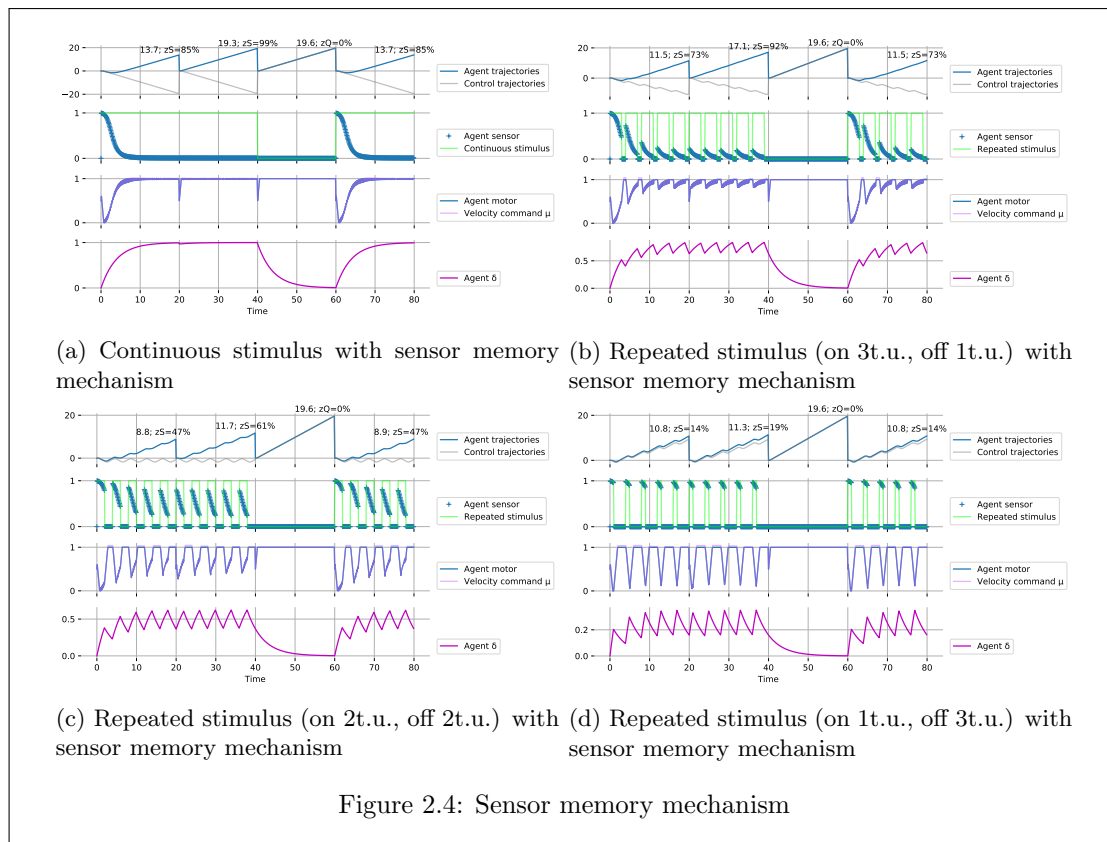 13.7; zS=85%
19.3; zS=99%
19.6; zQ=0%
13.7; zS=85%
20
0
−20
Agent trajectories
Control trajectories
1
0
Agent sensor
Continuous stimulus
1
0
Agent motor
Velocity command μ
1
0
Agent δ
0 10 20 30 40 50 60 70 80
Time
(a) Continuous stimulus with sensor memory
mechanism
11.5; zS=73%
17.1; zS=92%
19.6; zQ=0%
11.5; zS=73%
20
0
Agent trajectories
Control trajectories
1
0
Agent sensor
Repeated stimulus
1
0
Agent motor
Velocity command μ
0.5
0.0
Agent δ
0 10 20 30 40 50 60 70 80
Time
(b) Repeated stimulus (on 3t.u., off 1t.u.) with
sensor memory mechanism
8.8; zS=47%
11.7; zS=61%
19.6; zQ=0%
8.9; zS=47%
20
0
Agent trajectories
Control trajectories
1
0
Agent sensor
Repeated stimulus
1
0
Agent motor
Velocity command μ
0.5
0.0
Agent δ
0 10 20 30 40 50 60 70 80
Time
(c) Repeated stimulus (on 2t.u., off 2t.u.) with
sensor memory mechanism
10.8; zS=14%
11.3; zS=19%
19.6; zQ=0%
10.8; zS=14%
20
0
Agent trajectories
Control trajectories
1
0
Agent sensor
Repeated stimulus
1
0
Agent motor
Velocity command μ
0.2
0.0
Agent δ
0 10 20 30 40 50 60 70 80
Time
(d) Repeated stimulus (on 1t.u., off 3t.u.) with
sensor memory mechanism
Figure 2.4: Sensor memory mechanism